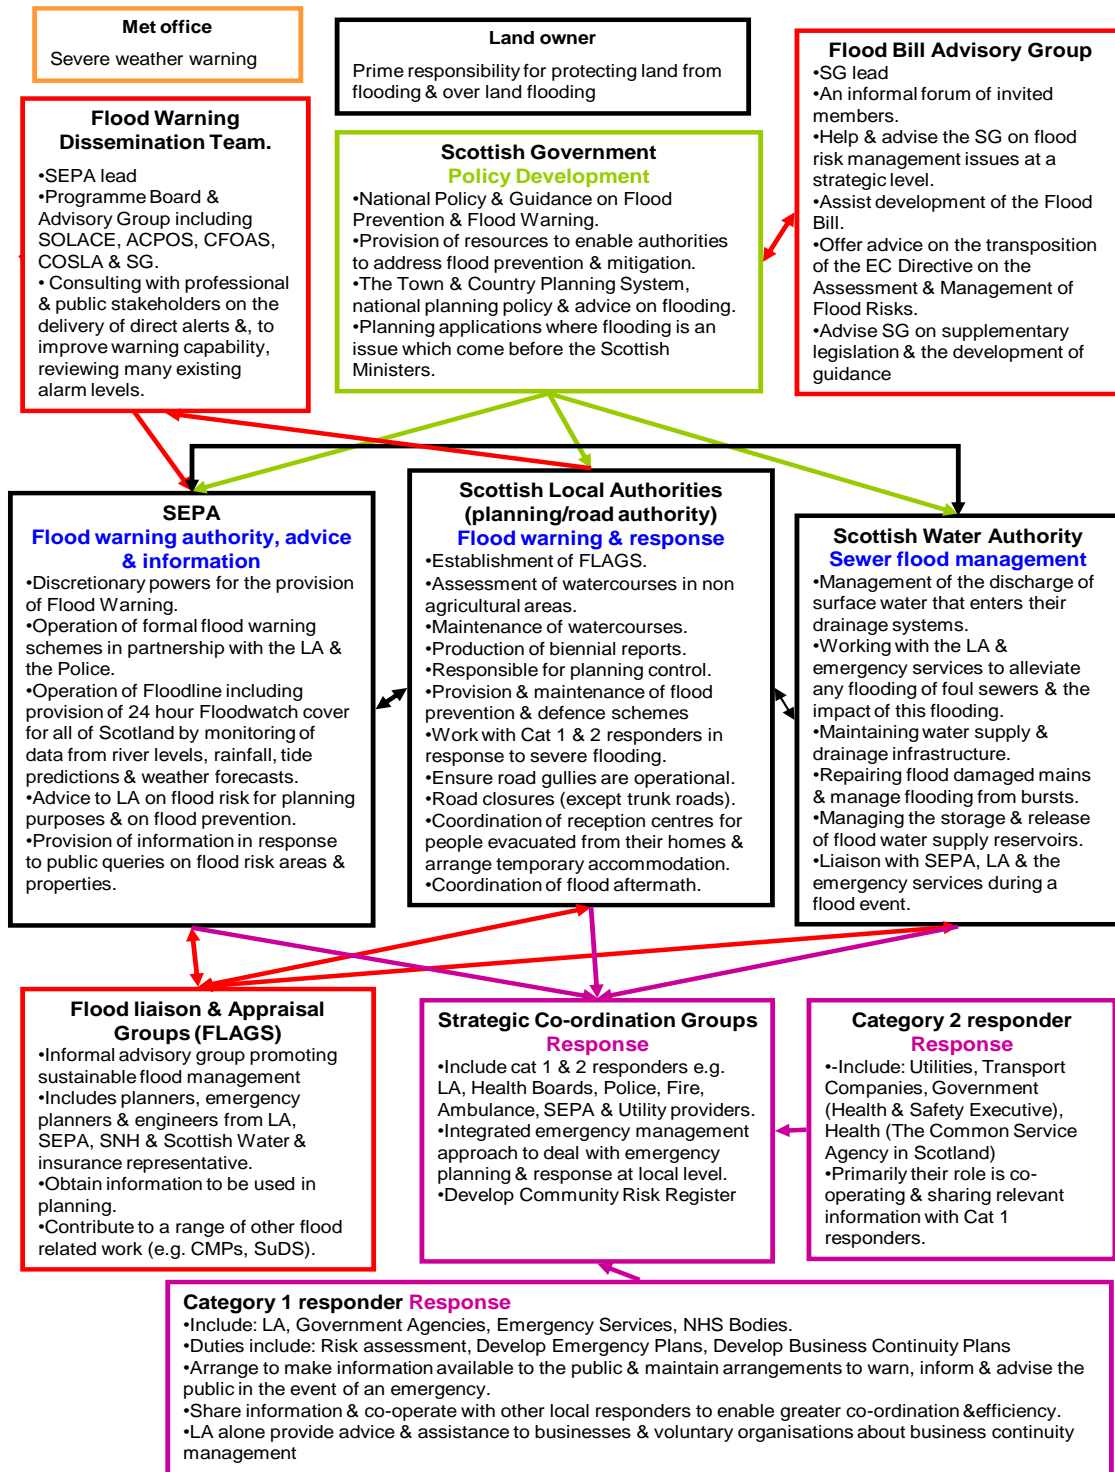 Met office
Severe weather warning
Land owner
Prime responsibility for protecting land from
flooding & over land flooding
Flood Bill Advisory Group
•SG lead
•An informal forum of invited
members.
•Help & advise the SG on flood
risk management issues at a
strategic level.
•Assist development of the Flood
Bill.
•Offer advice on the transposition
of the EC Directive on the
Assessment & Management of
Flood Risks.
•Advise SG on supplementary
legislation & the development of
guidance
Flood Warning
Dissemination Team.
•SEPA lead
•Programme Board &
Advisory Group including
SOLACE, ACPOS, CFOAS,
COSLA & SG.
• Consulting with professional
& public stakeholders on the
delivery of direct alerts &, to
improve warning capability,
reviewing many existing
alarm levels.
Scottish Government
Policy Development
•National Policy & Guidance on Flood
Prevention & Flood Warning.
•Provision of resources to enable authorities
to address flood prevention & mitigation.
•The Town & Country Planning System,
national planning policy & advice on flooding.
•Planning applications where flooding is an
issue which come before the Scottish
Ministers.
SEPA
Flood warning authority, advice
& information
•Discretionary powers for the provision
of Flood Warning.
•Operation of formal flood warning
schemes in partnership with the LA &
the Police.
•Operation of Floodline including
provision of 24 hour Floodwatch cover
for all of Scotland by monitoring of
data from river levels, rainfall, tide
predictions & weather forecasts.
•Advice to LA on flood risk for planning
purposes & on flood prevention.
•Provision of information in response
to public queries on flood risk areas &
properties.
Scottish Local Authorities
(planning/road authority)
Flood warning & response
•Establishment of FLAGS.
•Assessment of watercourses in non
agricultural areas.
•Maintenance of watercourses.
•Production of biennial reports.
•Responsible for planning control.
•Provision & maintenance of flood
prevention & defence schemes
•Work with Cat 1 & 2 responders in
response to severe flooding.
•Ensure road gullies are operational.
•Road closures (except trunk roads).
•Coordination of reception centres for
people evacuated from their homes &
arrange temporary accommodation.
•Coordination of flood aftermath.
Scottish Water Authority
Sewer flood management
•Management of the discharge of
surface water that enters their
drainage systems.
•Working with the LA &
emergency services to alleviate
any flooding of foul sewers & the
impact of this flooding.
•Maintaining water supply &
drainage infrastructure.
•Repairing flood damaged mains
& manage flooding from bursts.
•Managing the storage & release
of flood water supply reservoirs.
•Liaison with SEPA, LA & the
emergency services during a
flood event.
Flood liaison & Appraisal
Groups (FLAGS)
•Informal advisory group promoting
sustainable flood management
•Includes planners, emergency
planners & engineers from LA,
SEPA, SNH & Scottish Water &
insurance representative.
•Obtain information to be used in
planning.
•Contribute to a range of other flood
related work (e.g. CMPs, SuDS).
Strategic Co-ordination Groups
Response
•Include cat 1 & 2 responders e.g.
LA, Health Boards, Police, Fire,
Ambulance, SEPA & Utility providers.
•Integrated emergency management
approach to deal with emergency
planning & response at local level.
•Develop Community Risk Register
Category 2 responder
Response
•-Include: Utilities, Transport
Companies, Government
(Health & Safety Executive),
Health (The Common Service
Agency in Scotland)
•Primarily their role is co-
operating & sharing relevant
information with Cat 1
responders.
Category 1 responder Response
•Include: LA, Government Agencies, Emergency Services, NHS Bodies.
•Duties include: Risk assessment, Develop Emergency Plans, Develop Business Continuity Plans
•Arrange to make information available to the public & maintain arrangements to warn, inform & advise the
public in the event of an emergency.
•Share information & co-operate with other local responders to enable greater co-ordination &efficiency.
•LA alone provide advice & assistance to businesses & voluntary organisations about business continuity
management